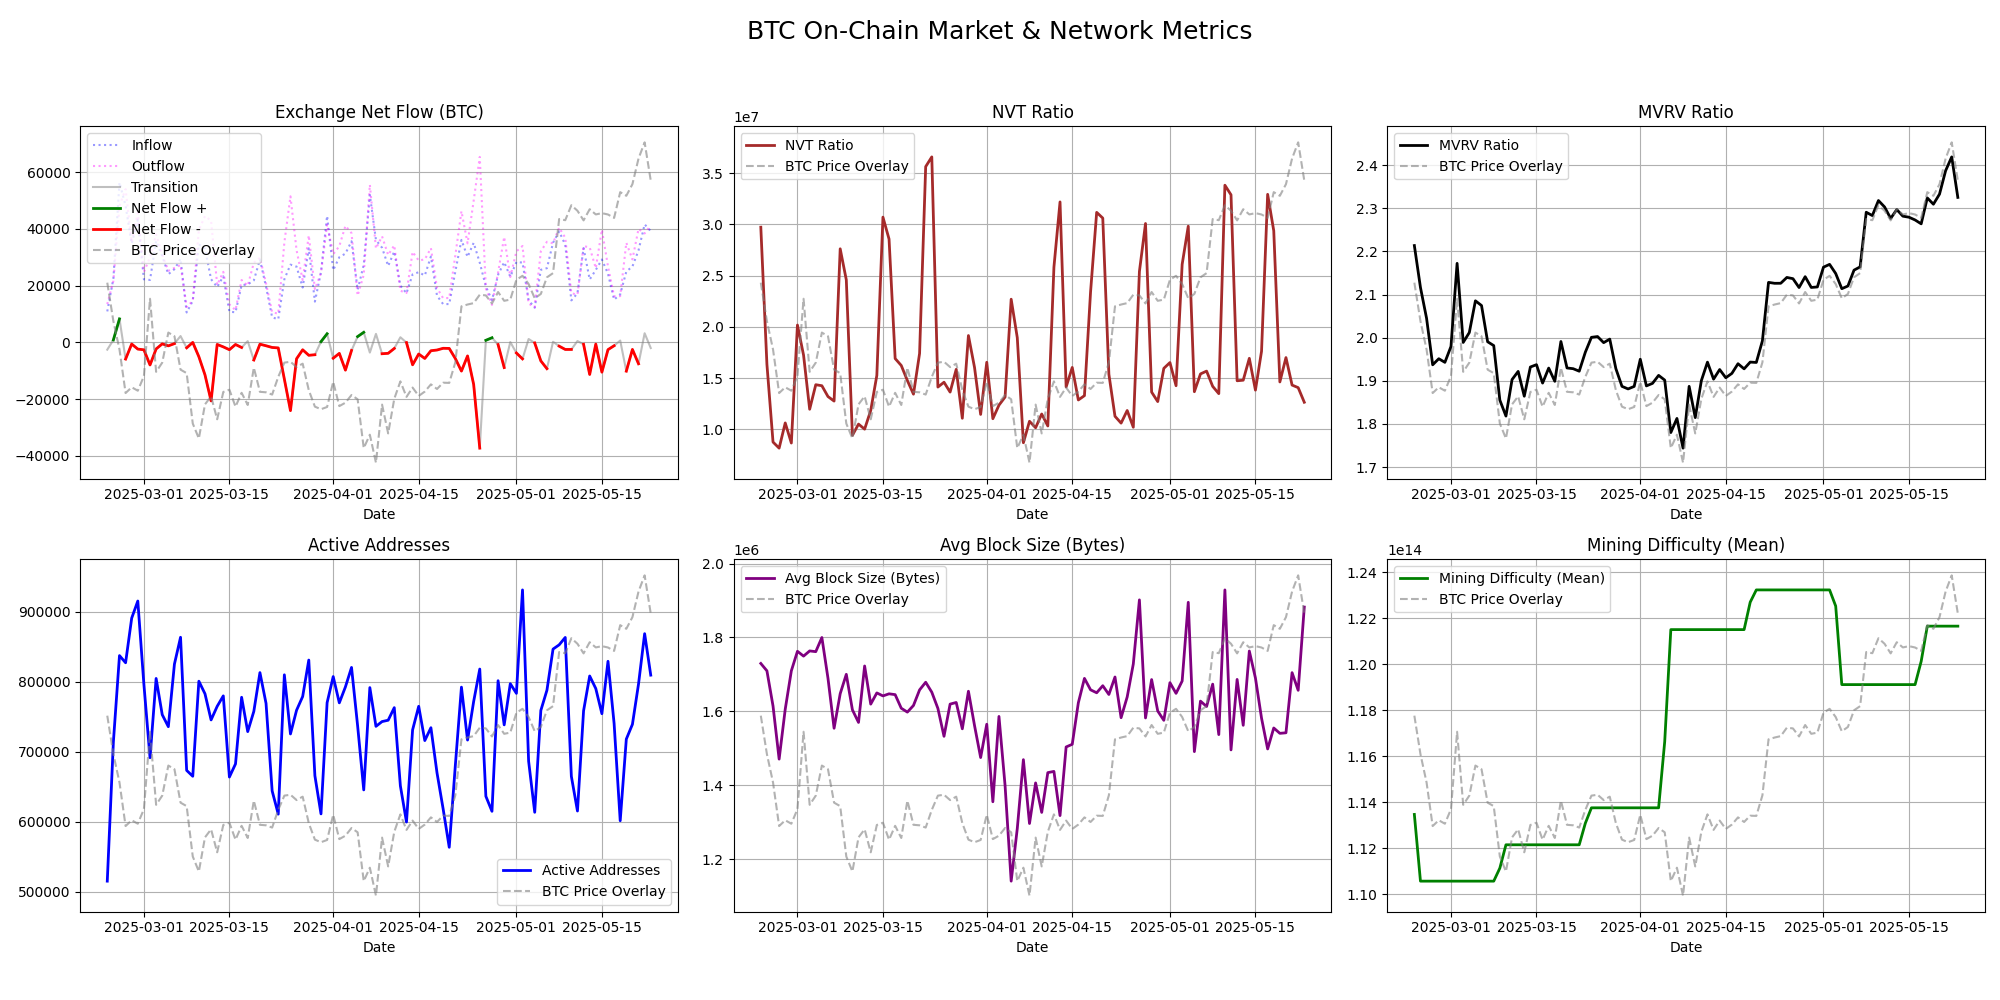 BTC On-Chain Market & Network Metrics
Exchange Net Flow (BTC)
Inflow
Outflow
Transition
Net Flow +
Net Flow -
BTC Price Overlay
60000
40000
20000
0
−20000
−40000
2025-03-01 2025-03-15 2025-04-01 2025-04-15 2025-05-01 2025-05-15
Date
NVT Ratio
1e7
NVT Ratio
BTC Price Overlay
3.5
3.0
2.5
2.0
1.5
1.0
2025-03-01 2025-03-15 2025-04-01 2025-04-15 2025-05-01 2025-05-15
Date
MVRV Ratio
MVRV Ratio
BTC Price Overlay
2.4
2.3
2.2
2.1
2.0
1.9
1.8
1.7
2025-03-01 2025-03-15 2025-04-01 2025-04-15 2025-05-01 2025-05-15
Date
Active Addresses
900000
800000
700000
600000
500000
Active Addresses
BTC Price Overlay
2025-03-01 2025-03-15 2025-04-01 2025-04-15 2025-05-01 2025-05-15
Date
Avg Block Size (Bytes)
1e6
Avg Block Size (Bytes)
BTC Price Overlay
2.0
1.8
1.6
1.4
1.2
2025-03-01 2025-03-15 2025-04-01 2025-04-15 2025-05-01 2025-05-15
Date
Mining Difficulty (Mean)
1e14
Mining Difficulty (Mean)
BTC Price Overlay
1.24
1.22
1.20
1.18
1.16
1.14
1.12
1.10
2025-03-01 2025-03-15 2025-04-01 2025-04-15 2025-05-01 2025-05-15
Date